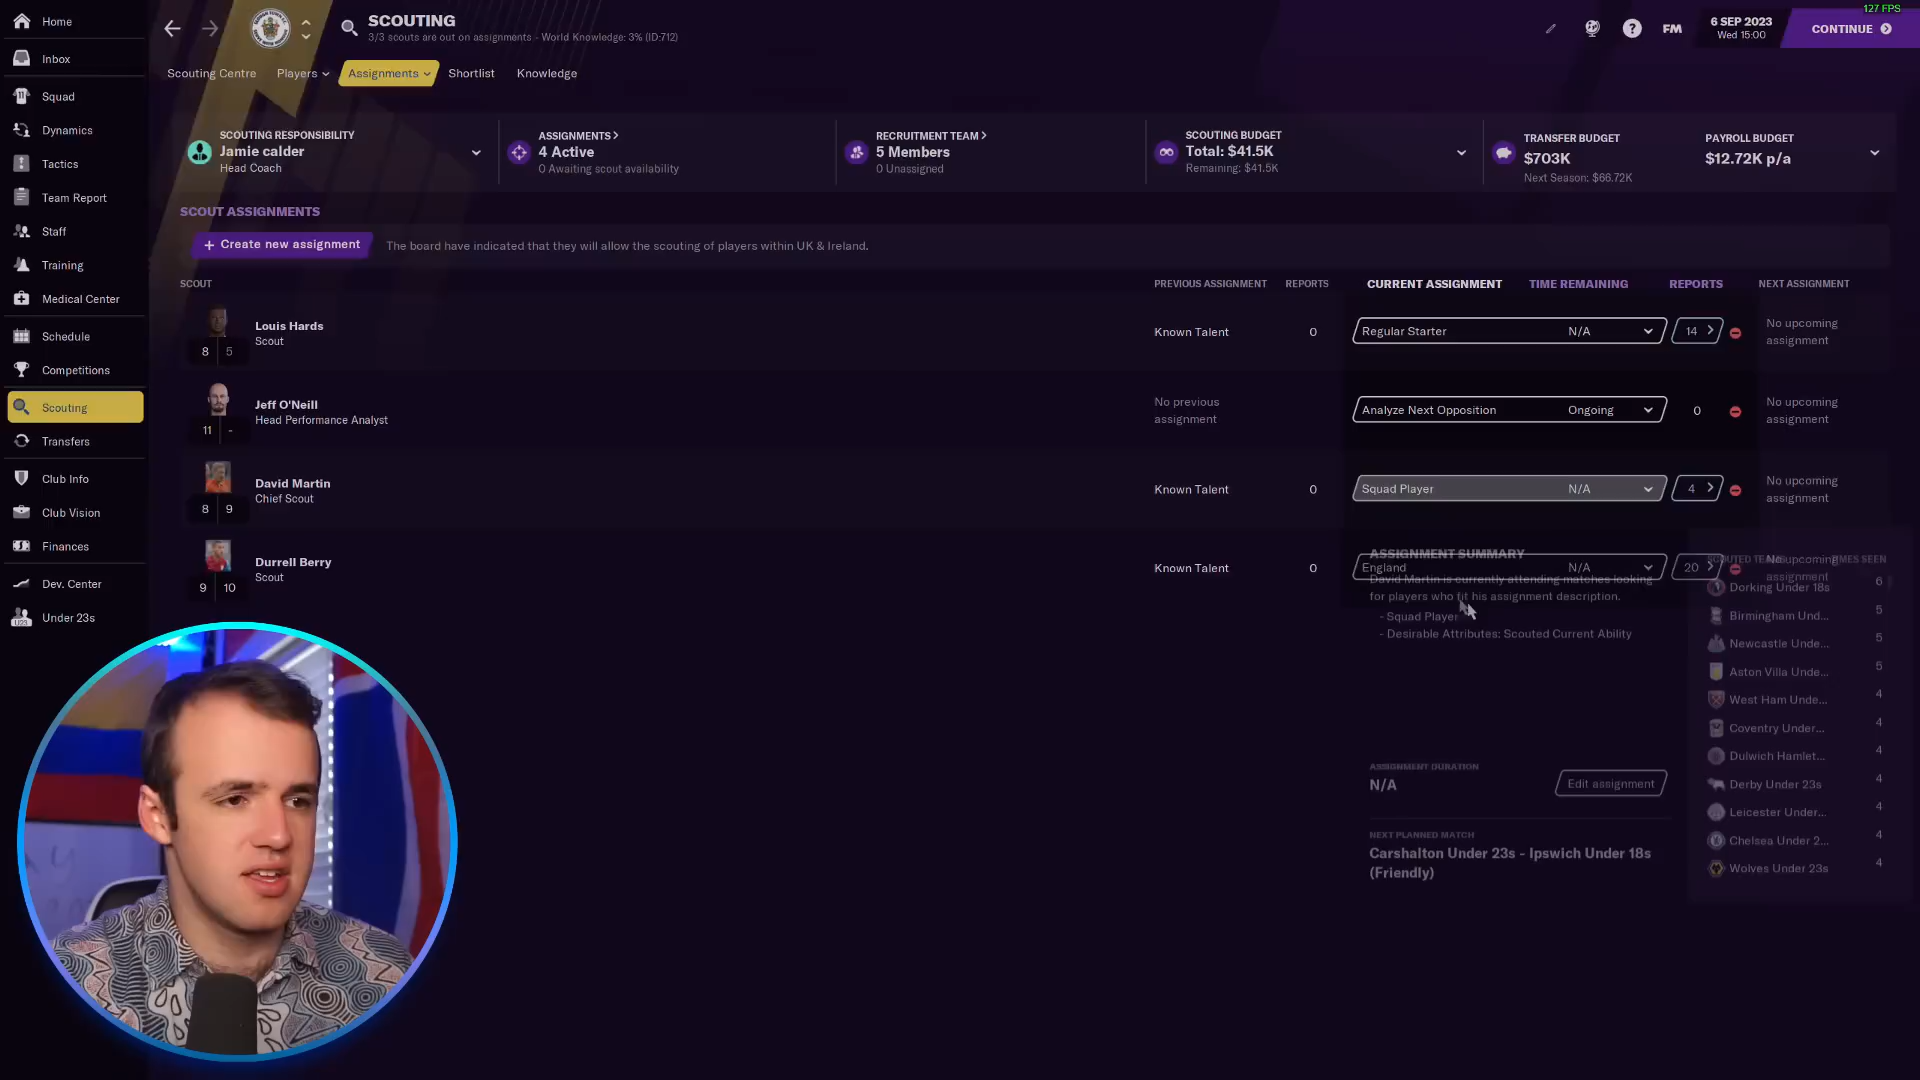 127 FPS
Home
Inbox
Squad
Dynamics
Tactics
Team Report
Staff
Training
Medical Center
Schedule
Competitions
Scouting
Transfers
Club Info
Club Vision
Finances
Dev. Center
Under 23s
SCOUTING
3/3 scouts are out on assignments - World Knowledge: 3% (ID:712)
FM
6 SEP 2023
Wed 15:00
CONTINUE
Scouting Centre
Players
Assignments
Shortlist
Knowledge
SCOUTING RESPONSIBILITY
Jamie calder
Head Coach
ASSIGNMENTS >
4 Active
0 Awaiting scout availability
RECRUITMENT TEAM >
5 Members
0 Unassigned
SCOUTING BUDGET
Total: $41.5K
Remaining: $41.5K
TRANSFER BUDGET
$703K
Next Season: $66.72K
PAYROLL BUDGET
$12.72K p/a
SCOUT ASSIGNMENTS
+ Create new assignment
The board have indicated that they will allow the scouting of players within UK & Ireland.
SCOUT PREVIOUS ASSIGNMENT REPORTS CURRENT ASSIGNMENT TIME REMAINING REPORTS NEXT ASSIGNMENT
Louis Hards
Scout
8 5
Known Talent 0 Regular Starter N/A 14 >
No upcoming
assignment
Jeff O'Neill
Head Performance Analyst
11 -
No previous
assignment
Analyze Next Opposition Ongoing 0
No upcoming
assignment
David Martin
Chief Scout
8 9
Known Talent 0 Squad Player N/A 4 >
No upcoming
assignment
Durrell Berry
Scout
9 10
Known Talent 0 England N/A 20 >
No upcoming
assignment
ASSIGNMENT SUMMARY
David Martin is currently attending matches looking
for players who fit his assignment description.
- Squad Player
- Desirable Attributes: Scouted Current Ability
ASSIGNMENT DURATION
N/A
Edit assignment
NEXT PLANNED MATCH
Carshalton Under 23s - Ipswich Under 18s
(Friendly)
TIMES SEEN
Dorking Under 18s 6
Birmingham Und... 5
Newcastle Unde... 5
Aston Villa Unde... 5
West Ham Unde... 4
Coventry Under... 4
Dulwich Hamlet... 4
Derby Under 23s 4
Leicester Under... 4
Chelsea Under 2... 4
Wolves Under 23s 4